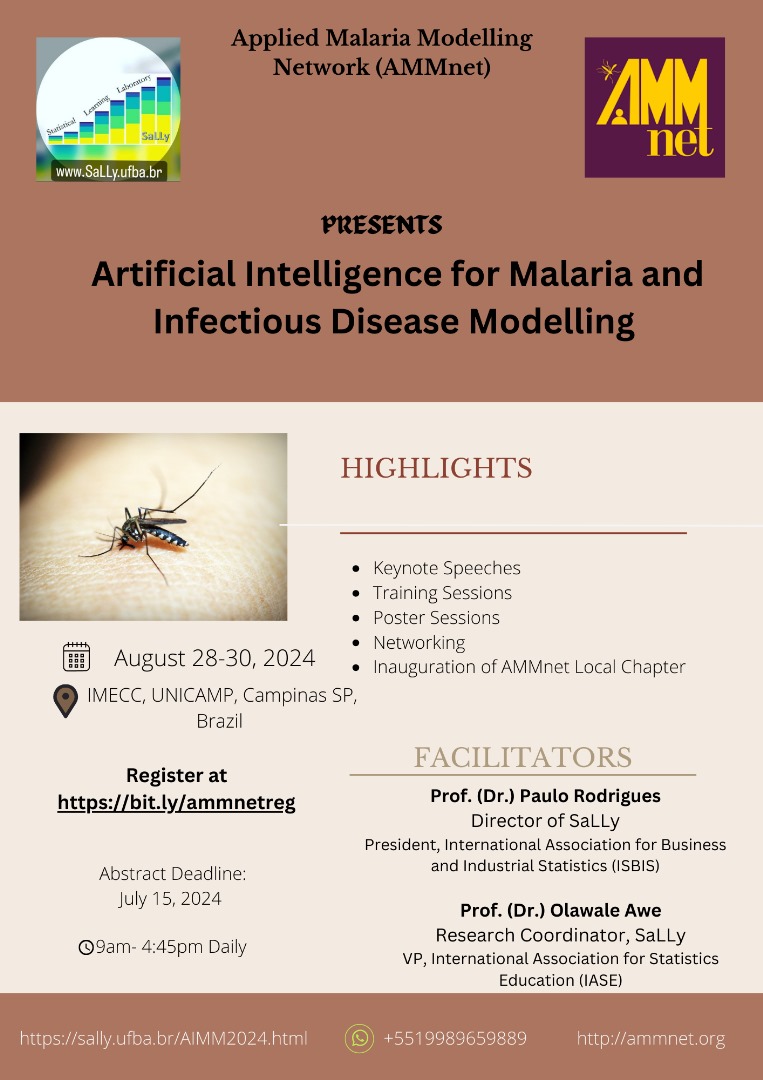 Applied Malaria Modelling
Network (AMMnet)
Statistical Learning Laboratory
SaLLy
www.SaLLy.ufba.br
AMM
net
PRESENTS
Artificial Intelligence for Malaria and
Infectious Disease Modelling
HIGHLIGHTS
Keynote Speeches
Training Sessions
Poster Sessions
Networking
Inauguration of AMMnet Local Chapter
August 28-30, 2024
IMECC, UNICAMP, Campinas SP,
Brazil
Register at
https://bit.ly/ammnetreg
Abstract Deadline:
July 15, 2024
9am- 4:45pm Daily
FACILITATORS
Prof. (Dr.) Paulo Rodrigues
Director of SaLLy
President, International Association for Business
and Industrial Statistics (ISBIS)
Prof. (Dr.) Olawale Awe
Research Coordinator, SaLLy
VP, International Association for Statistics
Education (IASE)
https://sally.ufba.br/AIMM2024.html
+5519989659889
http://ammnet.org